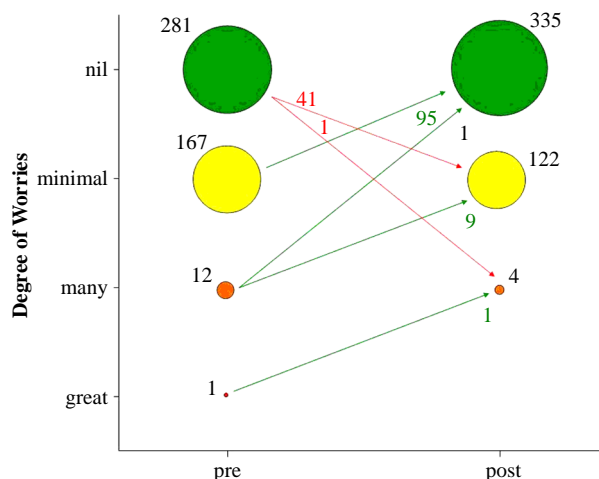 281
335
nil
41
95
1
1
167
122
minimal
Degree of Worries
9
12
4
many
1
1
great
pre
post